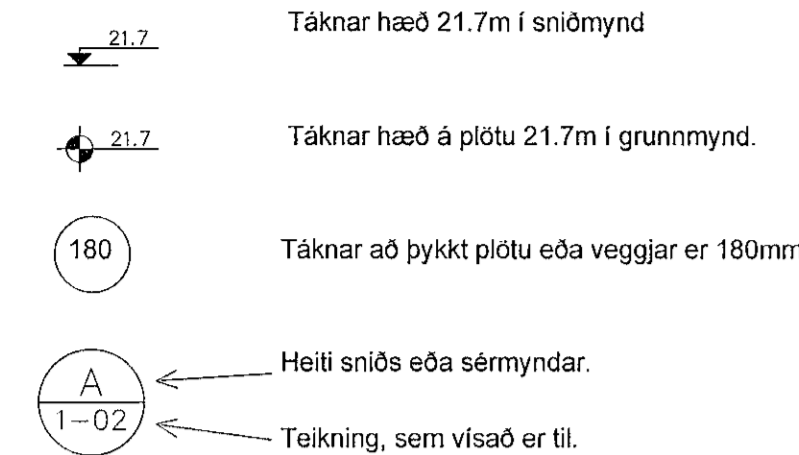 21.7 Táknar hæð 21.7m í sniðmynd
21.7 Táknar hæð á plötu 21.7m í grunnmynd.
180 Táknar að þykkt plötu eða veggjar er 180mm
A Heiti sniðs eða sérmyndar.
1-02 Teikning, sem vísað er til.